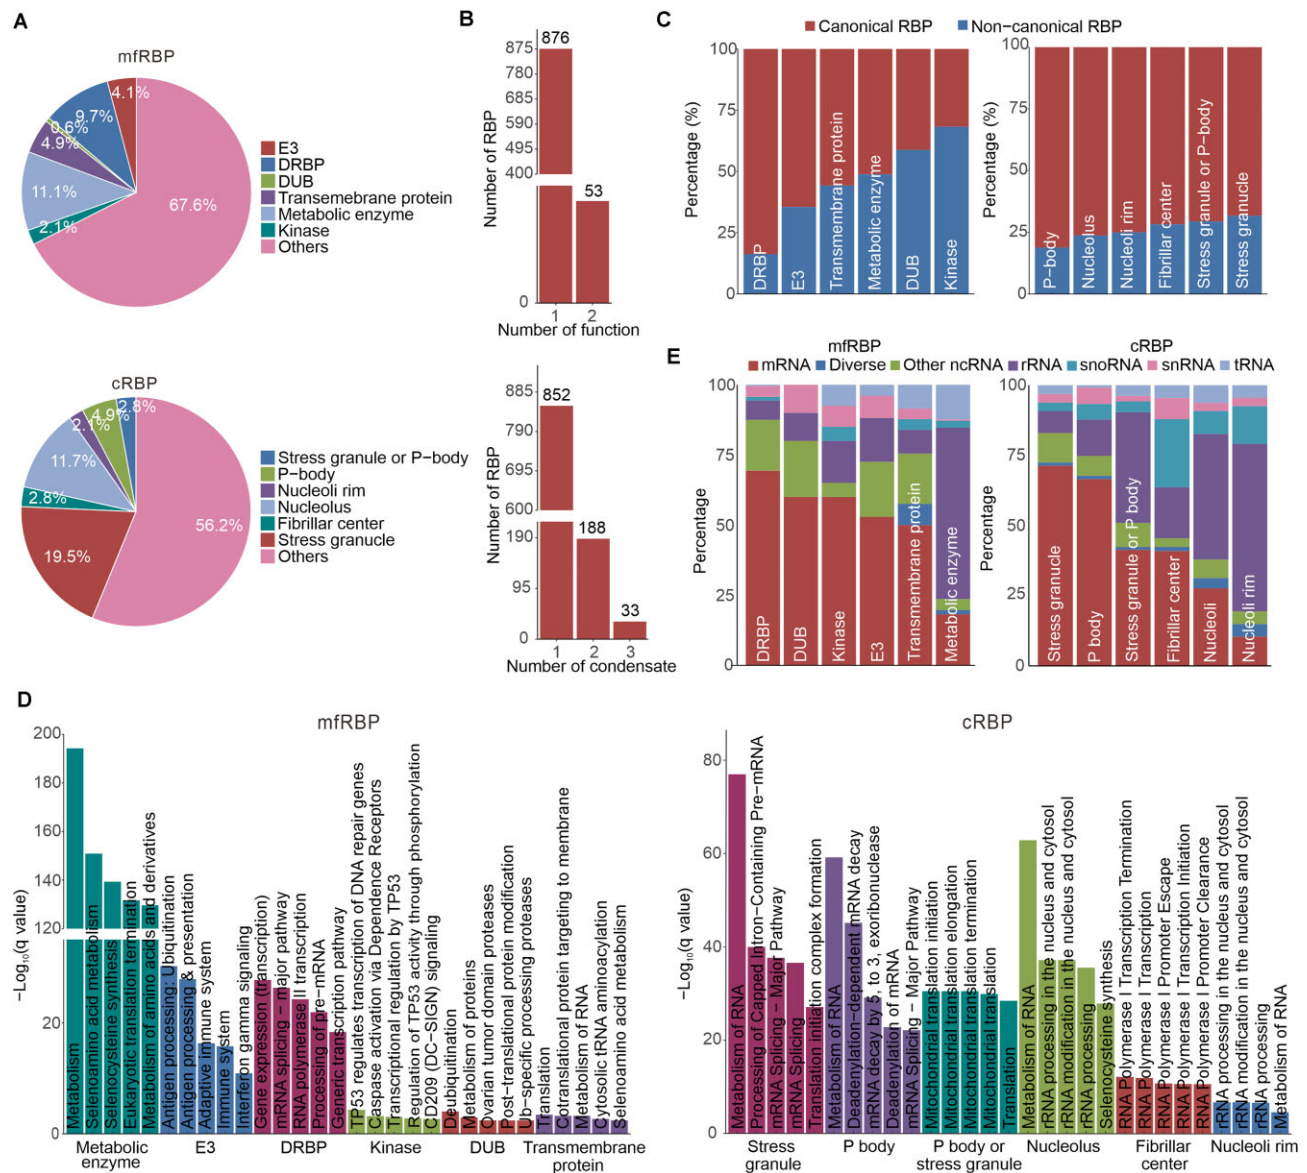 A
mfRBP
4.1%
9.7%
0.6%
4.9%
11.1%
2.1%
67.6%
E3
DRBP
DUB
Transemebrane protein
Metabolic enzyme
Kinase
Others
cRBP
2.8%
4.9%
2.1%
11.7%
2.8%
19.5%
56.2%
Stress granule or P-body
P-body
Nucleoli rim
Nucleolus
Fibrillar center
Stress granucle
Others
B
Number of RBP
875
780
685
590
495
400
0
876
53
1 2
Number of function
Number of RBP
885
790
695
600
190
95
0
852
188
33
1 2 3
Number of condensate
C
Canonical RBP
Non-canonical RBP
Percentage (%)
100
75
50
25
0
DRBP
E3
Transmembrane protein
Metabolic enzyme
DUB
Kinase
Percentage (%)
100
75
50
25
0
P-body
Nucleolus
Nucleoli rim
Fibrillar center
Stress granule or P-body
Stress granucle
E
mfRBP
cRBP
mRNA Diverse Other ncRNA rRNA snoRNA snRNA tRNA
Percentage
100
75
50
25
0
DRBP
DUB
Kinase
E3
Transmembrane protein
Metabolic enzyme
Percentage
100
75
50
25
0
Stress granucle
P body
Stress granule or P body
Fibrillar center
Nucleoli
Nucleoli rim
D
mfRBP
−Log₁₀(q value)
200
180
160
140
120
20
0
Metabolism
Selenoamino acid metabolism
Selenocysteine synthesis
Eukaryotic translation termination
Metabolism of amino acids and derivatives
Antigen processing: Ubiquitination
Antigen processing & presentation
Adaptive immune system
Immune system
Interferon gamma signaling
Gene expression (transcription)
mRNA splicing − major pathway
RNA polymerase II transcription
Processing of pre−mRNA
Generic transcription pathway
TP53 regulates transcription of DNA repair genes
Caspase activation via Dependence Receptors
Transcriptional regulation by TP53
Regulation of TP53 activity through phosphorylation
CD209 (DC−SIGN) signaling
Deubiquitination
Metabolism of proteins
Ovarian tumor domain proteases
Post−translational protein modification
Ub−specific processing proteases
Translation
Cotranslational protein targeting to membrane
Metabolism of RNA
Cytosolic tRNA aminoacylation
Selenoamino acid metabolism
Metabolic enzyme
E3
DRBP
Kinase
DUB
Transmembrane protein
cRBP
−Log₁₀(q value)
80
60
40
20
0
Metabolism of RNA
Processing of Capped Intron−Containing Pre−mRNA
mRNA Splicing − Major Pathway
mRNA Splicing
Translation initiation complex formation
Metabolism of RNA
Deadenylation−dependent mRNA decay
mRNA decay by 5, to 3, exoribonuclease
Deadenylation of mRNA
mRNA Splicing − Major Pathway
Mitochondrial translation initiation
Mitochondrial translation elongation
Mitochondrial translation termination
Mitochondrial translation
Translation
Metabolism of RNA
rRNA processing in the nucleus and cytosol
rRNA modification in the nucleus and cytosol
rRNA processing
Selenocysteine synthesis
RNA Polymerase I Transcription Termination
RNA Polymerase I Transcription
RNA Polymerase I Promoter Escape
RNA Polymerase I Transcription Initiation
RNA Polymerase I Promoter Clearance
rRNA processing in the nucleus and cytosol
rRNA modification in the nucleus and cytosol
rRNA processing
Metabolism of RNA
Stress granule
P body
P body or stress granule
Nucleolus
Fibrillar center
Nucleoli rim